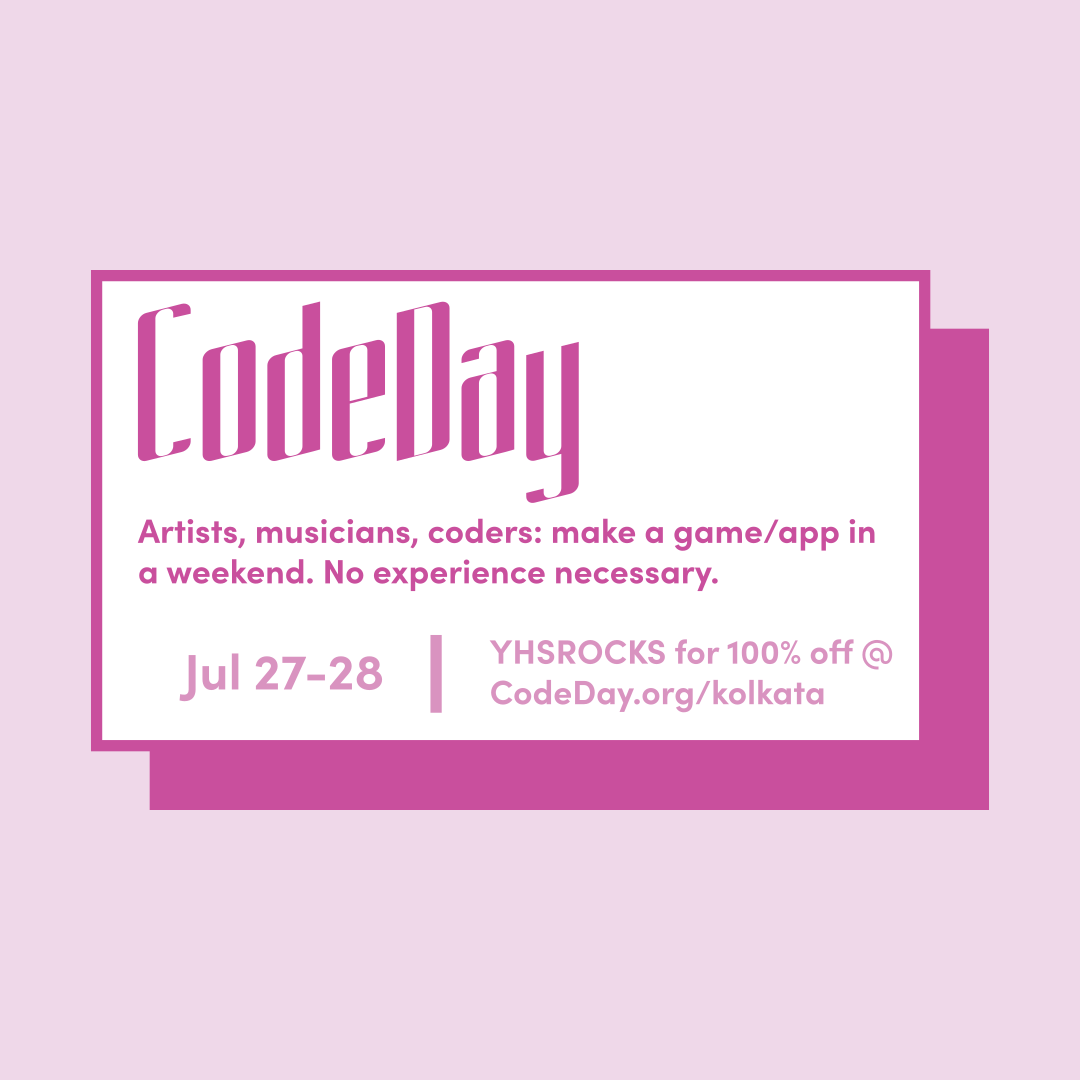 CodeDay
Artists, musicians, coders: make a game/app in
a weekend. No experience necessary.
Jul 27-28
YHSROCKS for 100% off @
CodeDay.org/kolkata